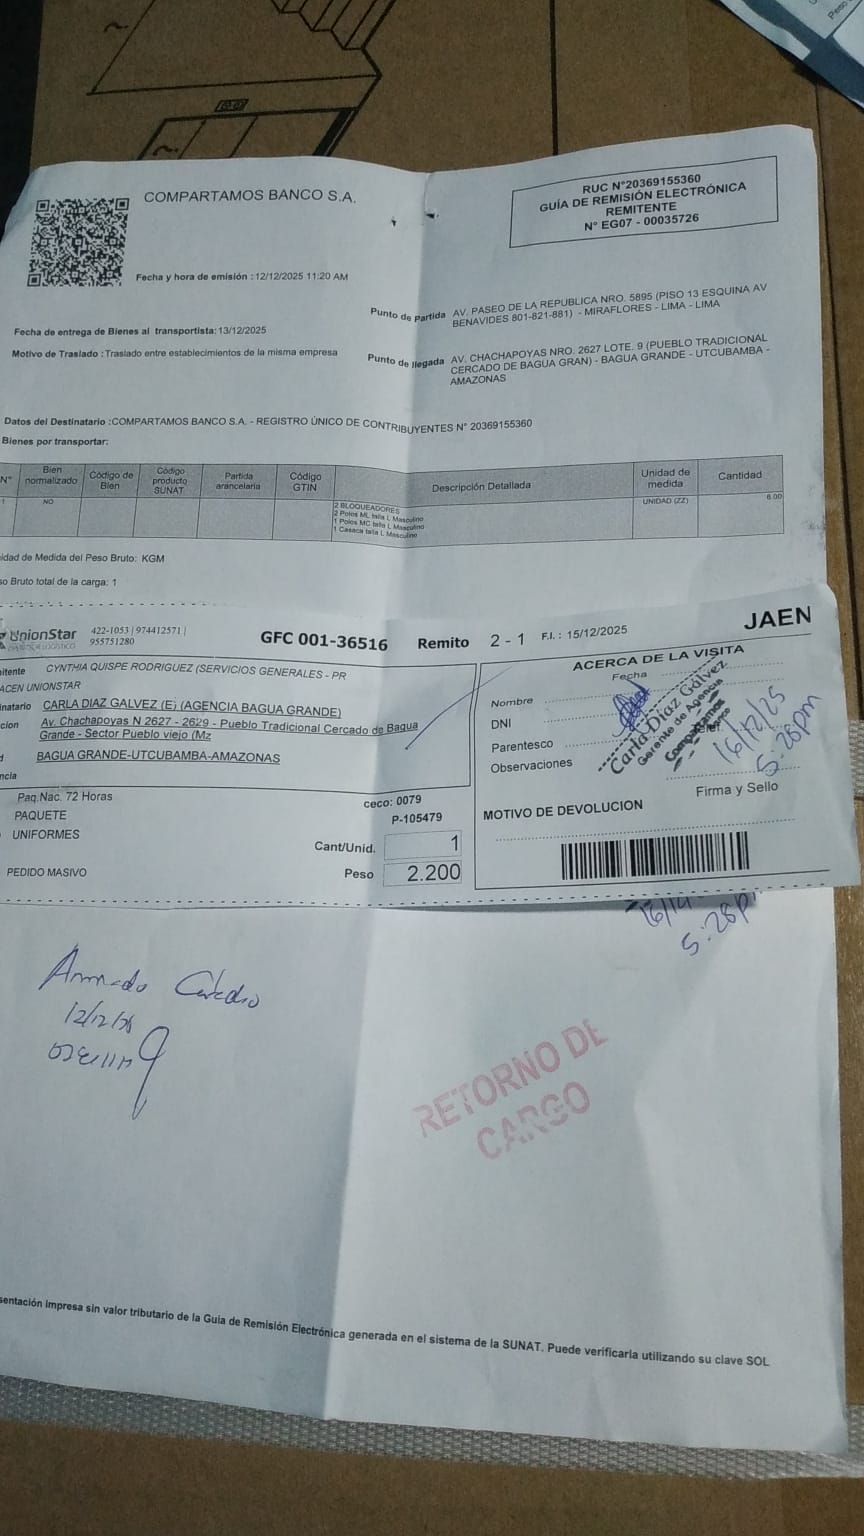 COMPARTAMOS BANCO S.A.
RUC N°20369155360
GUÍA DE REMISIÓN ELECTRÓNICA
REMITENTE
N° EG07 - 00035726
Fecha y hora de emisión : 12/12/2025 11:20 AM
Punto de partida AV. PASEO DE LA REPUBLICA NRO. 5895 (PISO 13 ESQUINA AV
BENAVIDES 801-821-881) - MIRAFLORES - LIMA - LIMA
Fecha de entrega de Bienes al transportista: 13/12/2025
Motivo de Traslado : Traslado entre establecimientos de la misma empresa
Punto de llegada AV. CHACHAPOYAS NRO. 2627 LOTE. 9 (PUEBLO TRADICIONAL
CERCADO DE BAGUA GRAN) - BAGUA GRANDE - UTCUBAMBA -
AMAZONAS
Datos del Destinatario :COMPARTAMOS BANCO S.A. - REGISTRO ÚNICO DE CONTRIBUYENTES N° 20369155360
Bienes por transportar:
N° Bien normalizado Código de Bien Código producto SUNAT Partida arancelaria Código GTIN Descripción Detallada Unidad de medida Cantidad
1 NO 2 BLOQUEADORES UNIDAD (ZZ) 6.00
2 Polos ML talla L Masculino
1 Polos MC talla L Masculino
1 Casaca talla L Masculino
idad de Medida del Peso Bruto: KGM
so Bruto total de la carga: 1
UnionStar 422-1053 | 974412571 |
955751280
GFC 001-36516 Remito 2 - 1 F.I. : 15/12/2025 JAEN
itente CYNTHIA QUISPE RODRIGUEZ (SERVICIOS GENERALES - PR
ACEN UNIONSTAR
inatario CARLA DIAZ GALVEZ (E) (AGENCIA BAGUA GRANDE)
cion Av. Chachapoyas N 2627 - 2629 - Pueblo Tradicional Cercado de Bagua
Grande - Sector Pueblo viejo (Mz
BAGUA GRANDE-UTCUBAMBA-AMAZONAS
ncia
Paq.Nac. 72 Horas ceco: 0079
PAQUETE P-105479
UNIFORMES
Cant/Unid. 1
PEDIDO MASIVO Peso 2.200
ACERCA DE LA VISITA
Fecha
Nombre
DNI
Parentesco
Observaciones
Carla Diaz Gálvez
Gerente de Agencia
Compartamos
Banco
16/12/25
5:28pm
Firma y Sello
MOTIVO DE DEVOLUCION
5:28p
12/12/25
RETORNO DE
CARGO
sentación impresa sin valor tributario de la Guia de Remisión Electrónica generada en el sistema de la SUNAT. Puede verificarla utilizando su clave SOL